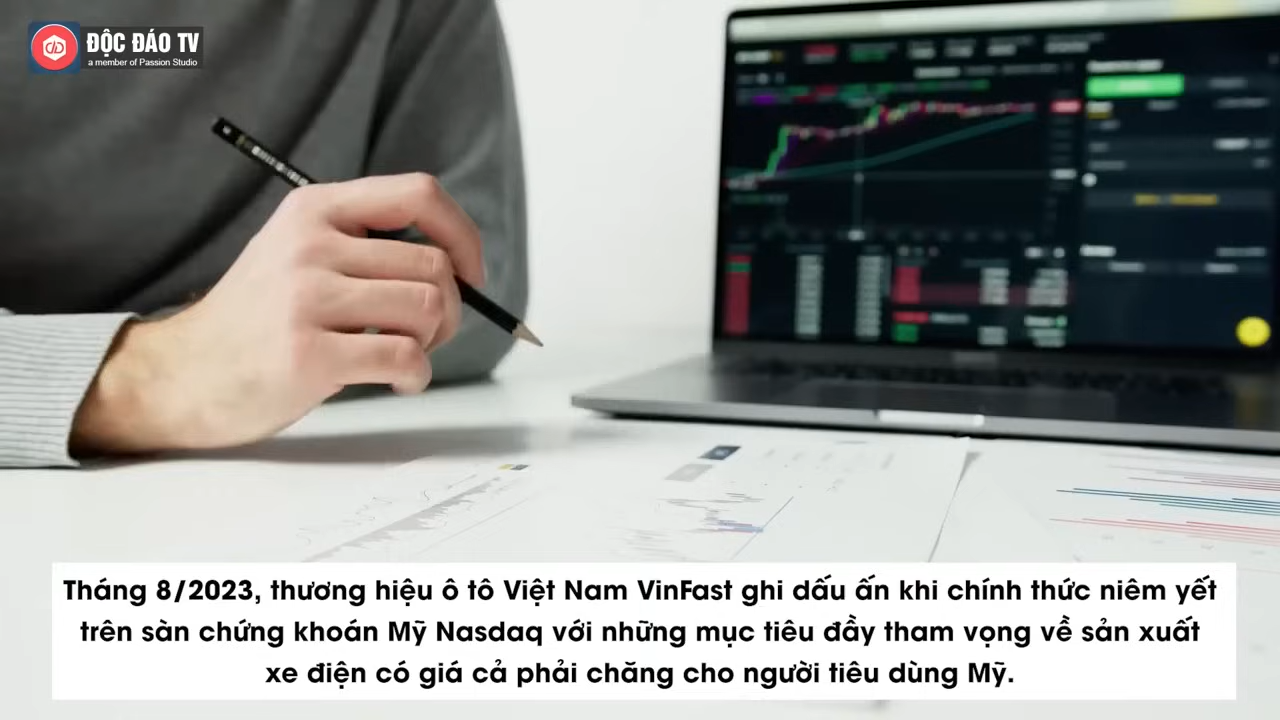 ĐỘC ĐÁO TV
a member of Passion Studio
Tháng 8/2023, thương hiệu ô tô Việt Nam VinFast ghi dấu ấn khi chính thức niêm yết
trên sàn chứng khoán Mỹ Nasdaq với những mục tiêu đầy tham vọng về sản xuất
xe điện có giá cả phải chăng cho người tiêu dùng Mỹ.